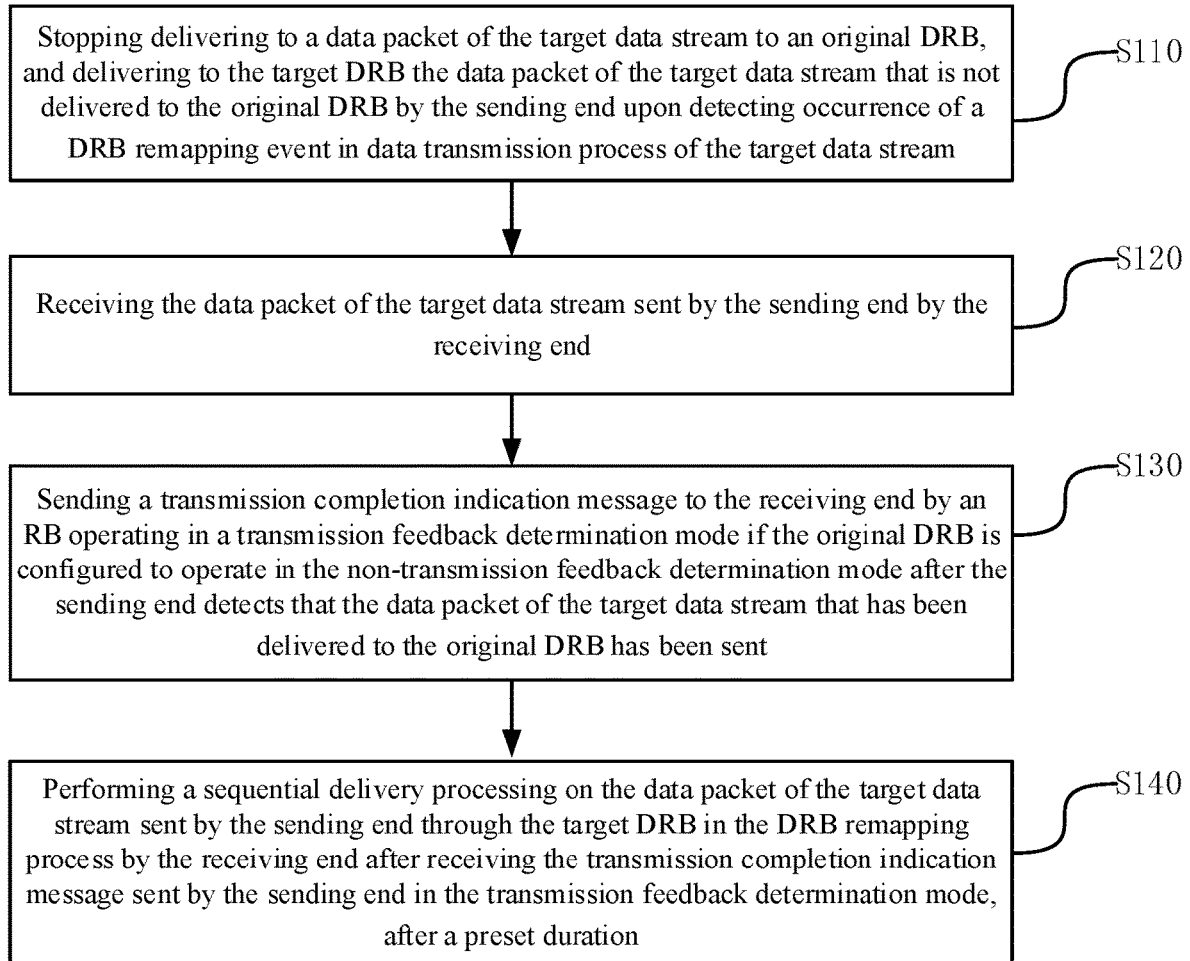 Stopping delivering to a data packet of the target data stream to an original DRB,
and delivering to the target DRB the data packet of the target data stream that is not
delivered to the original DRB by the sending end upon detecting occurrence of a
DRB remapping event in data transmission process of the target data stream
S110
Receiving the data packet of the target data stream sent by the sending end by the
receiving end
S120
Sending a transmission completion indication message to the receiving end by an
RB operating in a transmission feedback determination mode if the original DRB is
configured to operate in the non-transmission feedback determination mode after the
sending end detects that the data packet of the target data stream that has been
delivered to the original DRB has been sent
S130
Performing a sequential delivery processing on the data packet of the target data
stream sent by the sending end through the target DRB in the DRB remapping
process by the receiving end after receiving the transmission completion indication
message sent by the sending end in the transmission feedback determination mode,
after a preset duration
S140